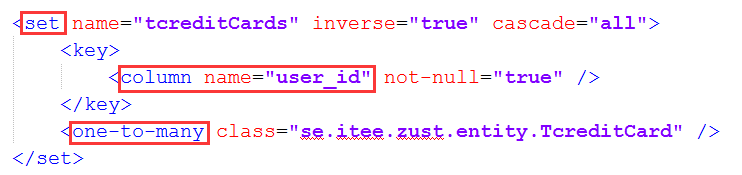 <set name="tcreditCards" inverse="true" cascade="all">
<key>
<column name="user_id" not-null="true" />
</key>
<one-to-many class="se.itee.zust.entity.TcreditCard" />
</set>